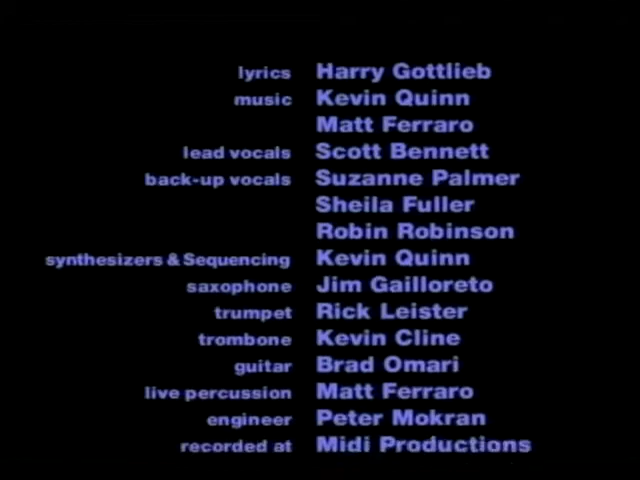 lyrics Harry Gottlieb
music Kevin Quinn
Matt Ferraro
lead vocals Scott Bennett
back-up vocals Suzanne Palmer
Sheila Fuller
Robin Robinson
synthesizers & Sequencing Kevin Quinn
saxophone Jim Gailloreto
trumpet Rick Leister
trombone Kevin Cline
guitar Brad Omari
live percussion Matt Ferraro
engineer Peter Mokran
recorded at Midi Productions